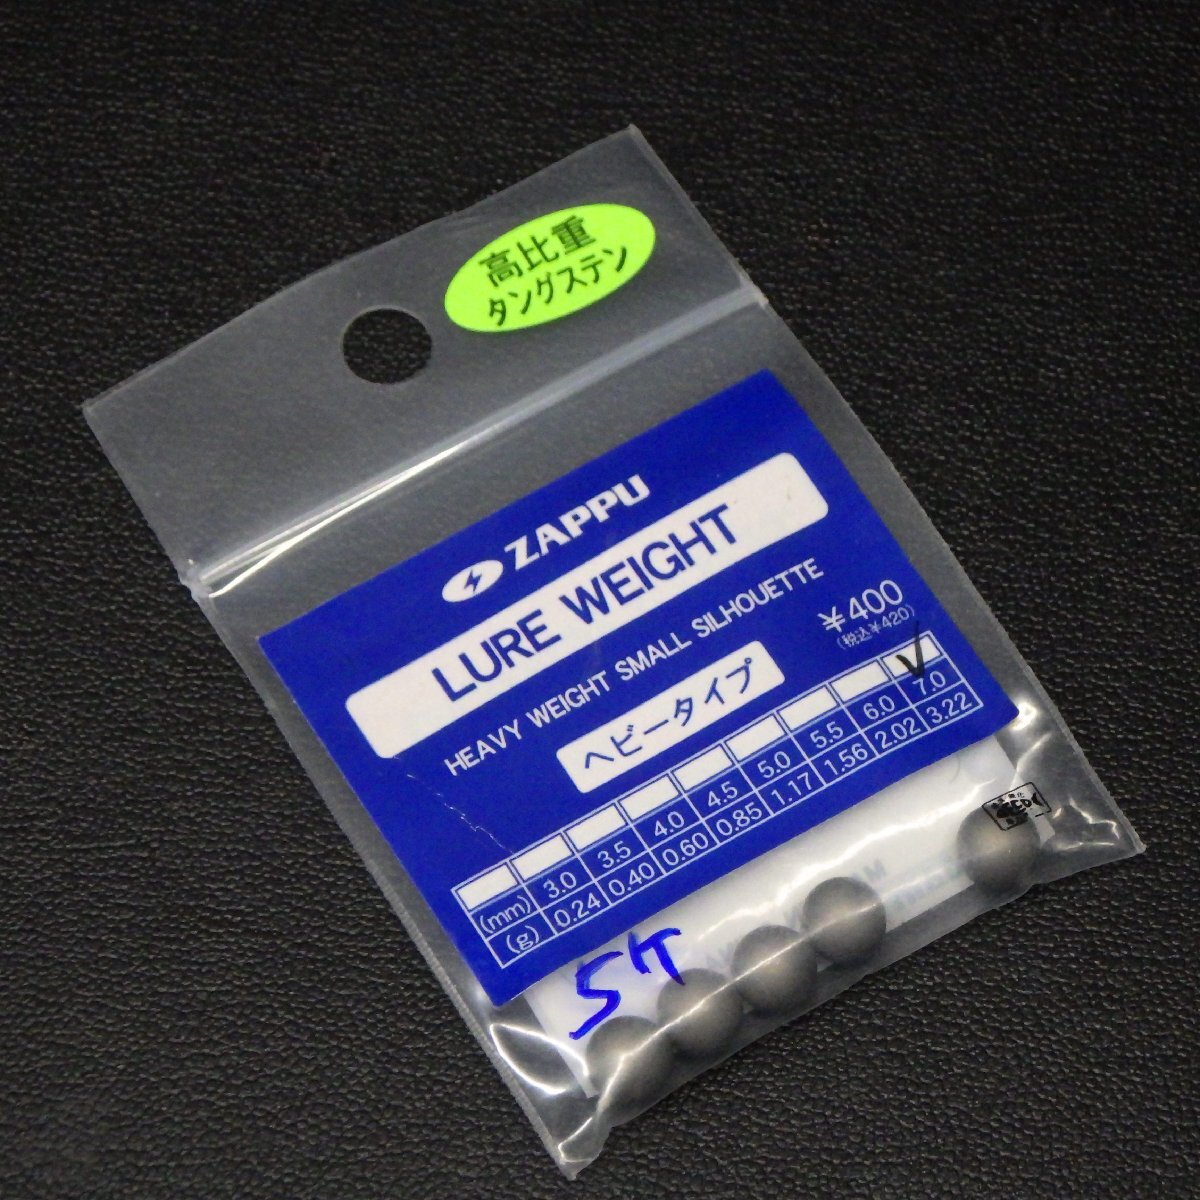 高比重
タングステン
ZAPPU
LURE WEIGHT
HEAVY WEIGHT SMALL SILHOUETTE
¥400
(税込¥420)
ヘビータイプ
(mm) 3.0 3.5 4.0 4.5 5.0 5.5 6.0 7.0
(g) 0.24 0.40 0.60 0.85 1.17 1.56 2.02 3.22
5ケ